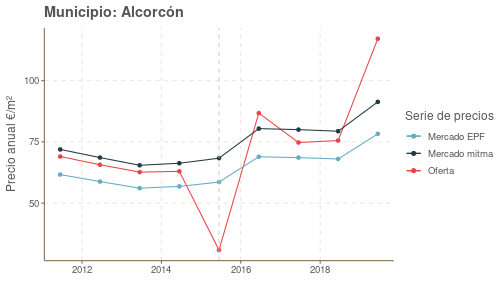 Municipio: Alcorcón
Precio anual €/m²
100
75
50
2012
2014
2016
2018
Serie de precios
Mercado EPF
Mercado mitma
Oferta